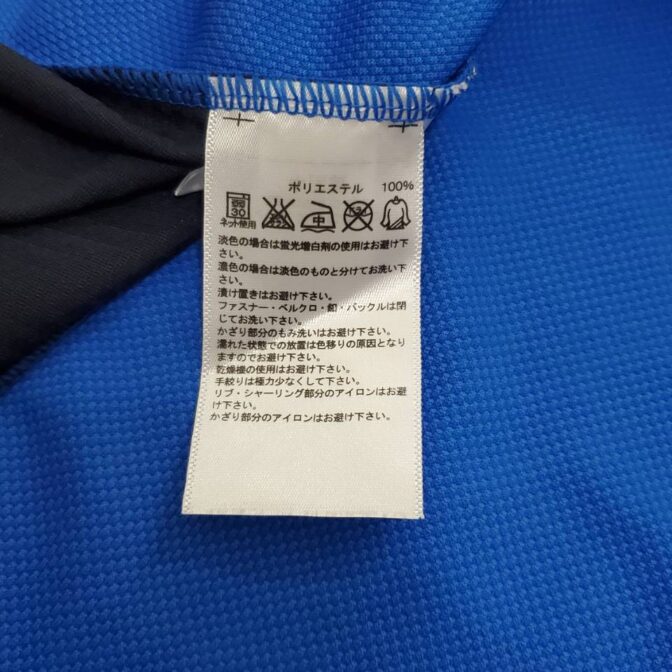 ポリエステル 100%
30
ネット使用
中
淡色の場合は蛍光増白剤の使用はお避け下
さい。
濃色の場合は淡色のものと分けてお洗い下
さい。
漬け置きはお避け下さい。
ファスナー・ベルクロ・釦・バックルは閉
じてお洗い下さい。
かざり部分のもみ洗いはお避け下さい。
濡れた状態での放置は色移りの原因となり
ますのでお避け下さい。
乾燥機の使用はお避け下さい。
手絞りは極力少なくして下さい。
リブ・シャーリング部分のアイロンはお避
け下さい。
かざり部分のアイロンはお避け下さい。